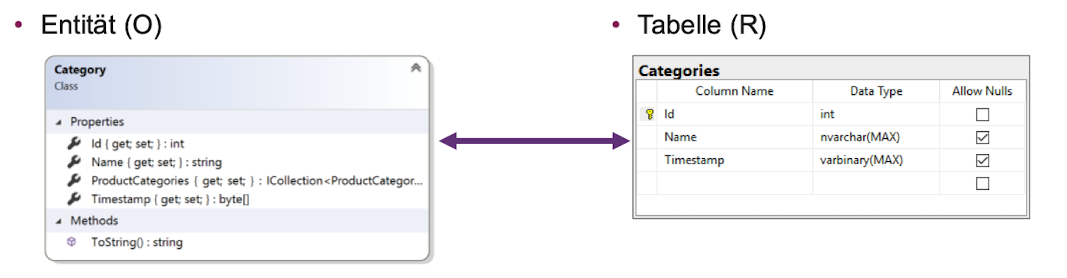 • Entität (O)
Category
Class
Properties
Id { get; set; } : int
Name { get; set; } : string
ProductCategories { get; set; } : ICollection<ProductCategor...
Timestamp { get; set; } : byte[]
Methods
ToString() : string
• Tabelle (R)
Categories
Column Name Data Type Allow Nulls
Id int
Name nvarchar(MAX)
Timestamp varbinary(MAX)